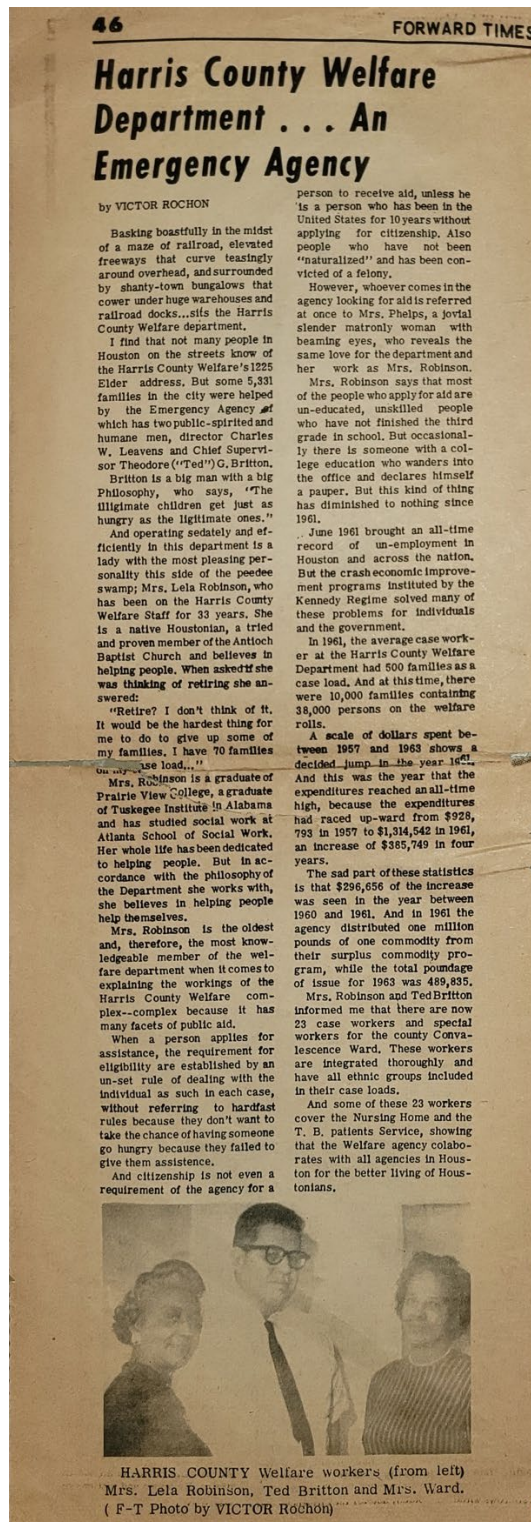 46
FORWARD TIMES
Harris County Welfare
Department . . . An
Emergency Agency
by VICTOR ROCHON
Basking boastfully in the midst
of a maze of railroad, elevated
freeways that curve teasingly
around overhead, and surrounded
by shanty-town bungalows that
cower under huge warehouses and
railroad docks...sits the Harris
County Welfare department.
I find that not many people in
Houston on the streets know of
the Harris County Welfare's 1225
Elder address. But some 5,331
families in the city were helped
by the Emergency Agency of
which has two public-spirited and
humane men, director Charles
W. Leavens and Chief Supervi-
sor Theodore ("Ted") G. Britton.
Britton is a big man with a big
Philosophy, who says, "The
illigimate children get just as
hungry as the ligitimate ones."
And operating sedately and ef-
ficiently in this department is a
lady with the most pleasing per-
sonality this side of the peedee
swamp; Mrs. Lela Robinson, who
has been on the Harris County
Welfare Staff for 33 years. She
is a native Houstonian, a tried
and proven member of the Antioch
Baptist Church and believes in
helping people. When asked if she
was thinking of retiring she an-
swered:
"Retire? I don't think of it.
It would be the hardest thing for
me to do to give up some of
my families. I have 70 families
on my case load..."
Mrs. Robinson is a graduate of
Prairie View College, a graduate
of Tuskegee Institute in Alabama
and has studied social work at
Atlanta School of Social Work.
Her whole life has been dedicated
to helping people. But in ac-
cordance with the philosophy of
the Department she works with,
she believes in helping people
help themselves.
Mrs. Robinson is the oldest
and, therefore, the most know-
ledgeable member of the wel-
fare department when it comes to
explaining the workings of the
Harris County Welfare com-
plex--complex because it has
many facets of public aid.
When a person applies for
assistance, the requirement for
eligibility are established by an
un-set rule of dealing with the
individual as such in each case,
without referring to hardfast
rules because they don't want to
take the chance of having someone
go hungry because they failed to
give them assistence.
And citizenship is not even a
requirement of the agency for a
person to receive aid, unless he
is a person who has been in the
United States for 10 years without
applying for citizenship. Also
people who have not been
"naturalized" and has been con-
victed of a felony.
However, whoever comes in the
agency looking for aid is referred
at once to Mrs. Phelps, a jovial
slender matronly woman with
beaming eyes, who reveals the
same love for the department and
her work as Mrs. Robinson.
Mrs. Robinson says that most
of the people who apply for aid are
un-educated, unskilled people
who have not finished the third
grade in school. But occasional-
ly there is someone with a col-
lege education who wanders into
the office and declares himself
a pauper. But this kind of thing
has diminished to nothing since
1961.
June 1961 brought an all-time
record of un-employment in
Houston and across the nation.
But the crash economic improve-
ment programs instituted by the
Kennedy Regime solved many of
these problems for individuals
and the government.
In 1961, the average case work-
er at the Harris County Welfare
Department had 500 families as a
case load. And at this time, there
were 10,000 families containing
38,000 persons on the welfare
rolls.
A scale of dollars spent be-
tween 1957 and 1963 shows a
decided jump in the year 1961.
And this was the year that the
expenditures reached an all-time
high, because the expenditures
had raced up-ward from $928,
793 in 1957 to $1,314,542 in 1961,
an increase of $385,749 in four
years.
The sad part of these statistics
is that $296,656 of the increase
was seen in the year between
1960 and 1961. And in 1961 the
agency distributed one million
pounds of one commodity from
their surplus commodity pro-
gram, while the total poundage
of issue for 1963 was 489,835.
Mrs. Robinson and Ted Britton
informed me that there are now
23 case workers and special
workers for the county Conva-
lescence Ward. These workers
are integrated thoroughly and
have all ethnic groups included
in their case loads.
And some of these 23 workers
cover the Nursing Home and the
T. B. patients Service, showing
that the Welfare agency colabo-
rates with all agencies in Hous-
ton for the better living of Hous-
tonians.
HARRIS COUNTY Welfare workers (from left)
Mrs. Lela Robinson, Ted Britton and Mrs. Ward.
( F-T Photo by VICTOR Rochon)